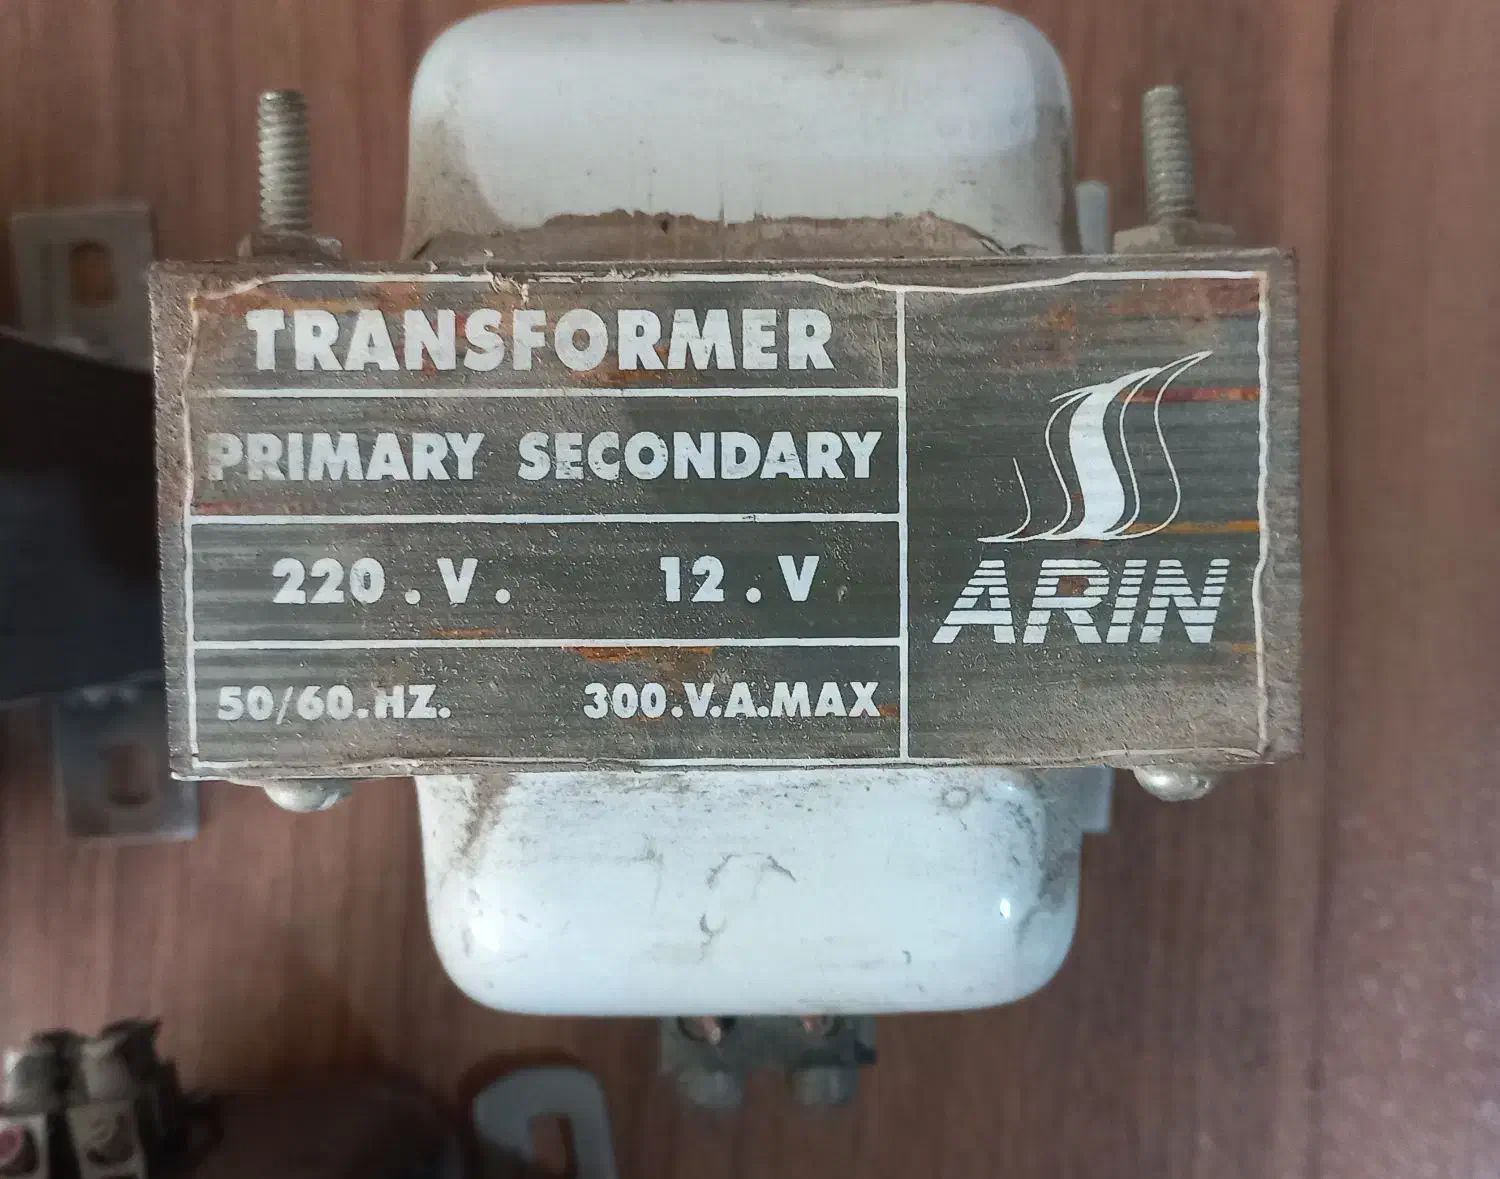 TRANSFORMER
PRIMARY SECONDARY
220.V. 12.V
50/60.HZ. 300.V.A.MAX
ARIN